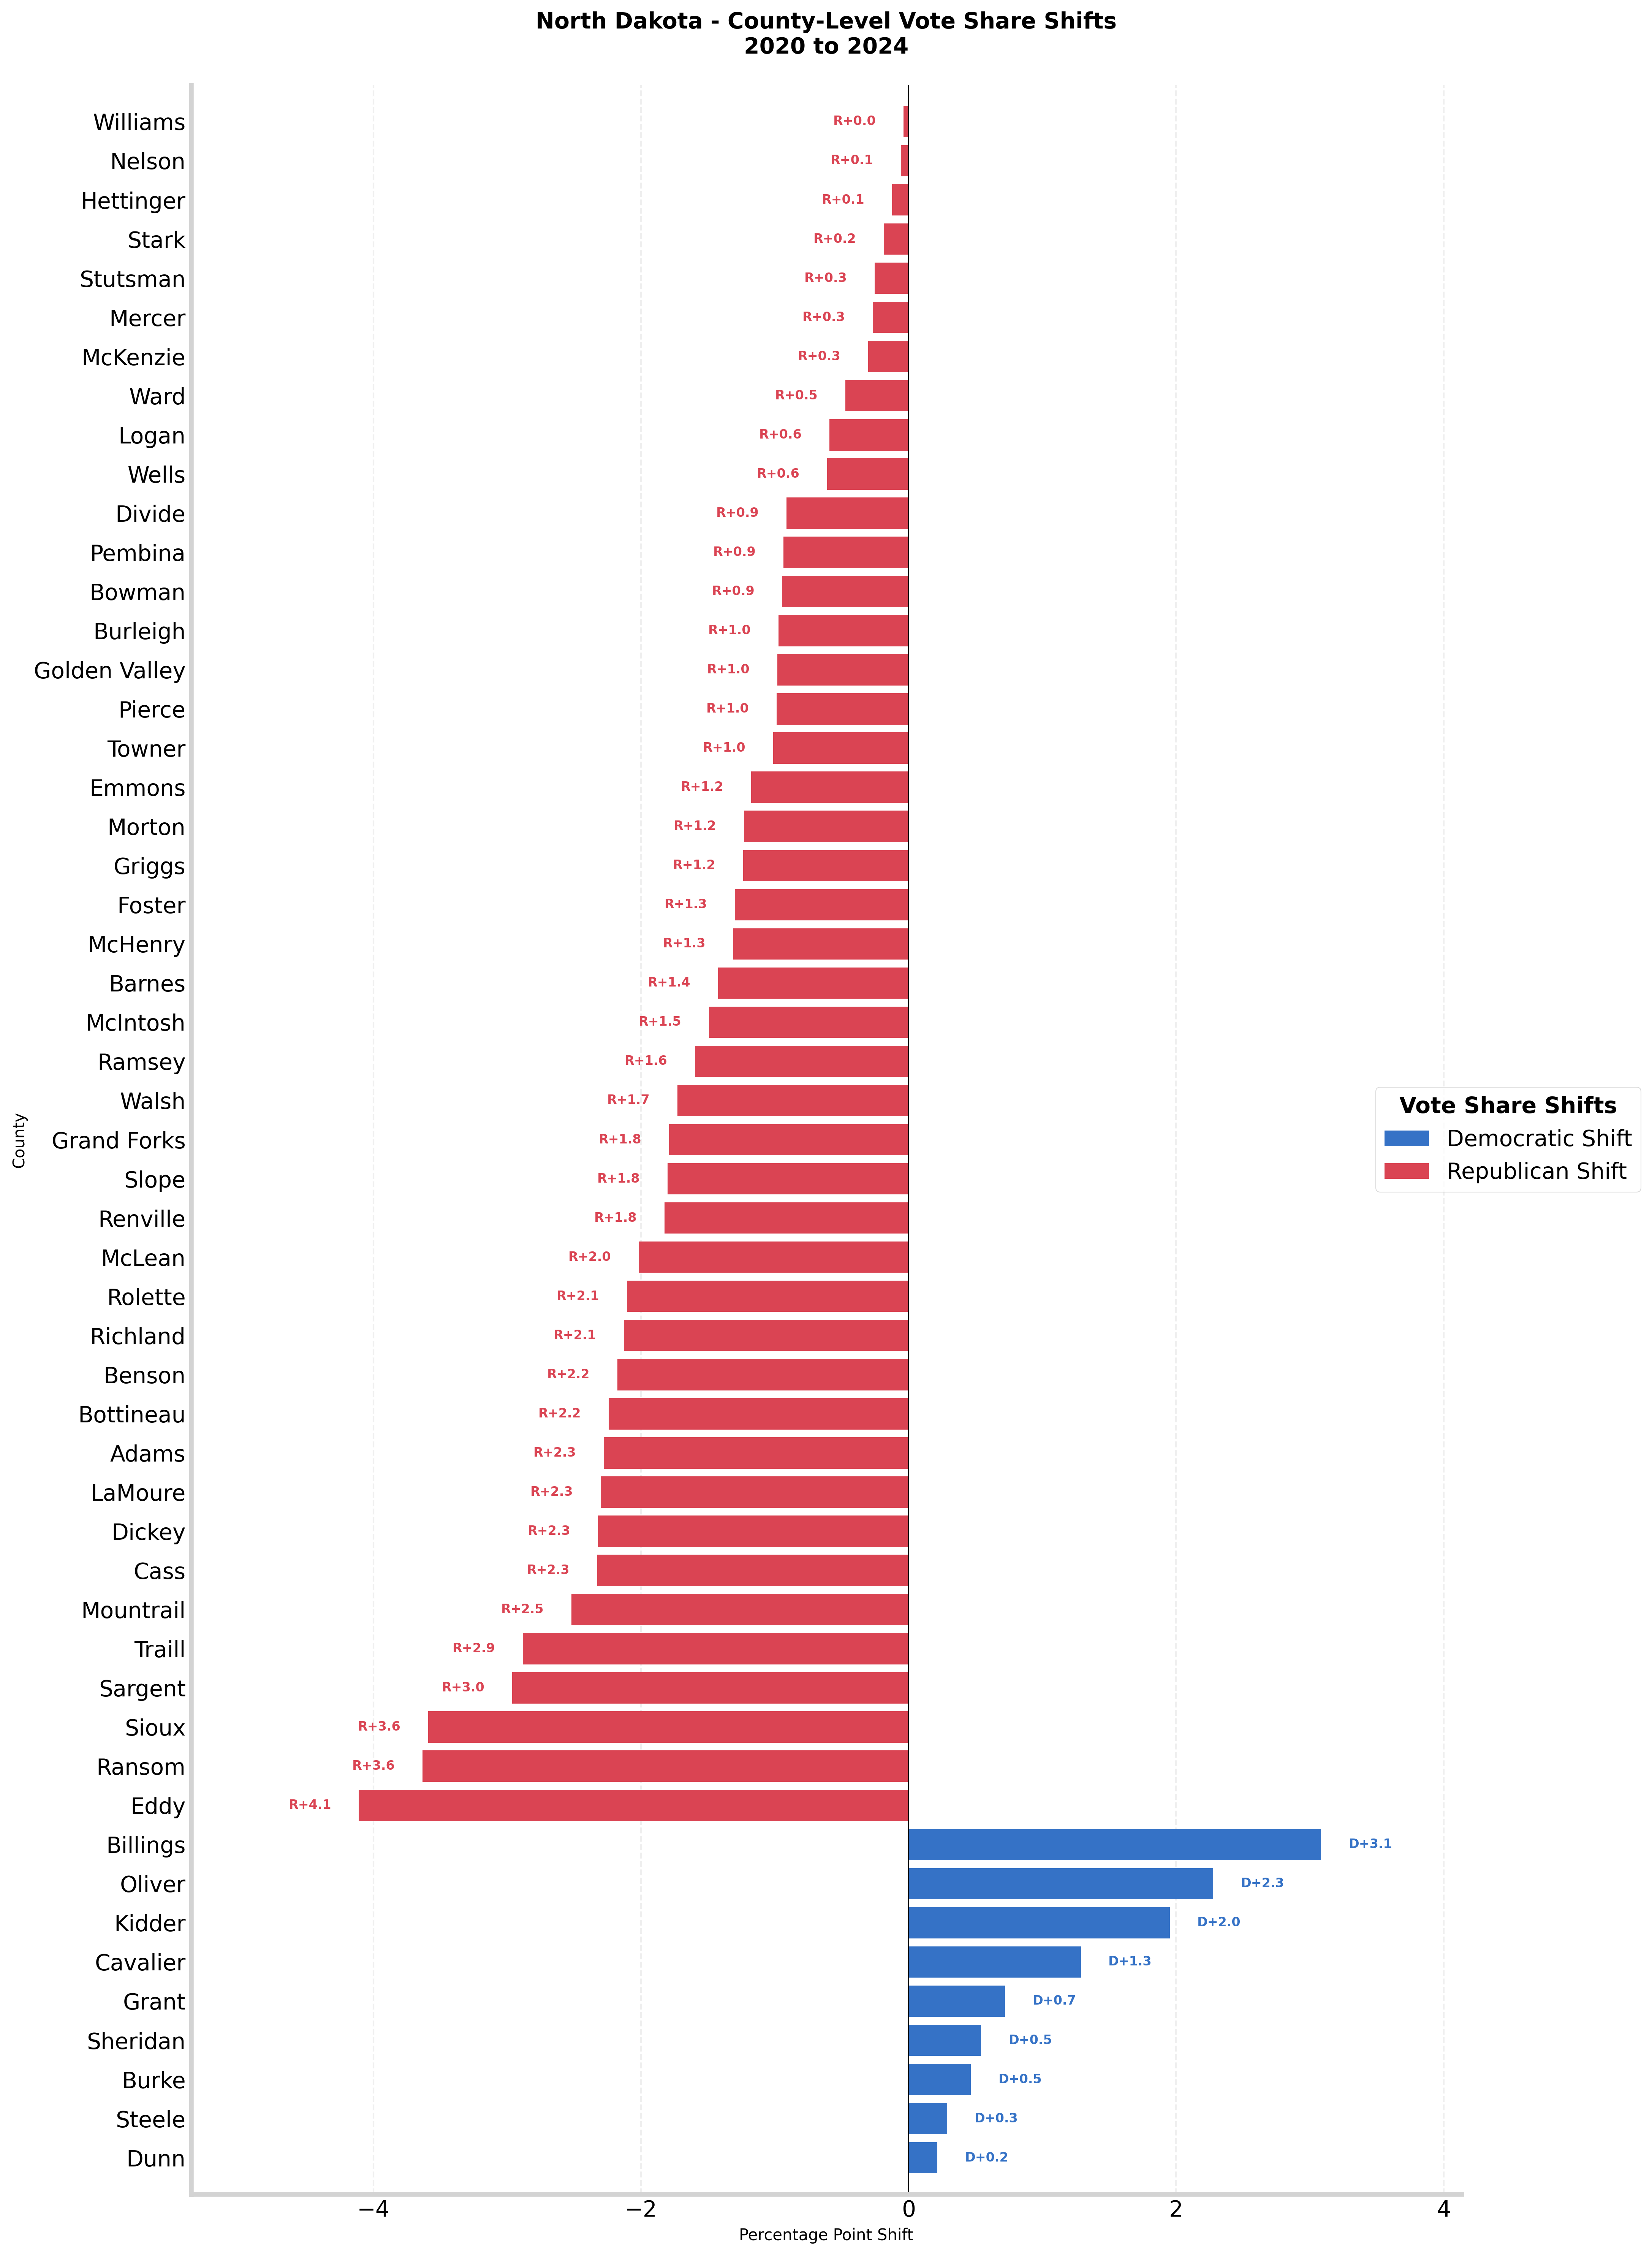 North Dakota - County-Level Vote Share Shifts
2020 to 2024
Williams R+0.0
Nelson R+0.1
Hettinger R+0.1
Stark R+0.2
Stutsman R+0.3
Mercer R+0.3
McKenzie R+0.3
Ward R+0.5
Logan R+0.6
Wells R+0.6
Divide R+0.9
Pembina R+0.9
Bowman R+0.9
Burleigh R+1.0
Golden Valley R+1.0
Pierce R+1.0
Towner R+1.0
Emmons R+1.2
Morton R+1.2
Griggs R+1.2
Foster R+1.3
McHenry R+1.3
Barnes R+1.4
McIntosh R+1.5
Ramsey R+1.6
Walsh R+1.7
Grand Forks R+1.8
Slope R+1.8
Renville R+1.8
McLean R+2.0
Rolette R+2.1
Richland R+2.1
Benson R+2.2
Bottineau R+2.2
Adams R+2.3
LaMoure R+2.3
Dickey R+2.3
Cass R+2.3
Mountrail R+2.5
Traill R+2.9
Sargent R+3.0
Sioux R+3.6
Ransom R+3.6
Eddy R+4.1
Billings D+3.1
Oliver D+2.3
Kidder D+2.0
Cavalier D+1.3
Grant D+0.7
Sheridan D+0.5
Burke D+0.5
Steele D+0.3
Dunn D+0.2
−4 −2 0 2 4
Percentage Point Shift
County
Vote Share Shifts
Democratic Shift
Republican Shift